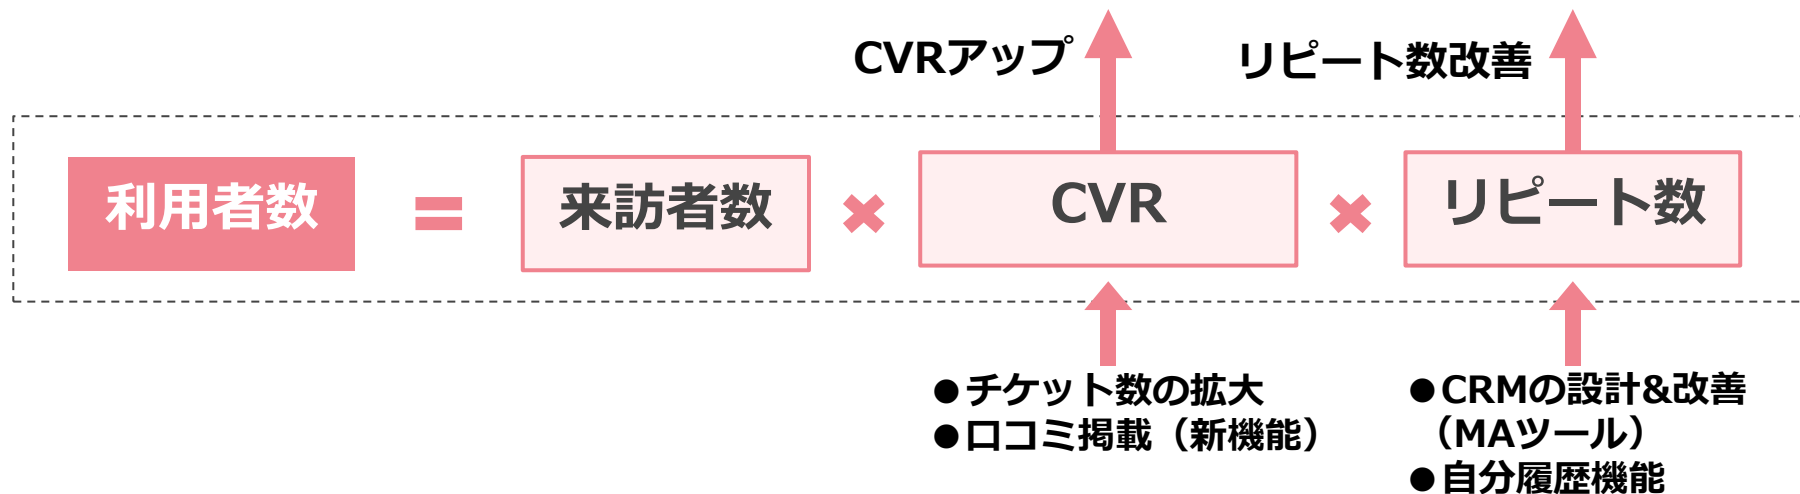 CVRアップ
リピート数改善
利用者数 = 来訪者数 × CVR × リピート数
●チケット数の拡大
●口コミ掲載（新機能）
●CRMの設計&改善
（MAツール）
●自分履歴機能